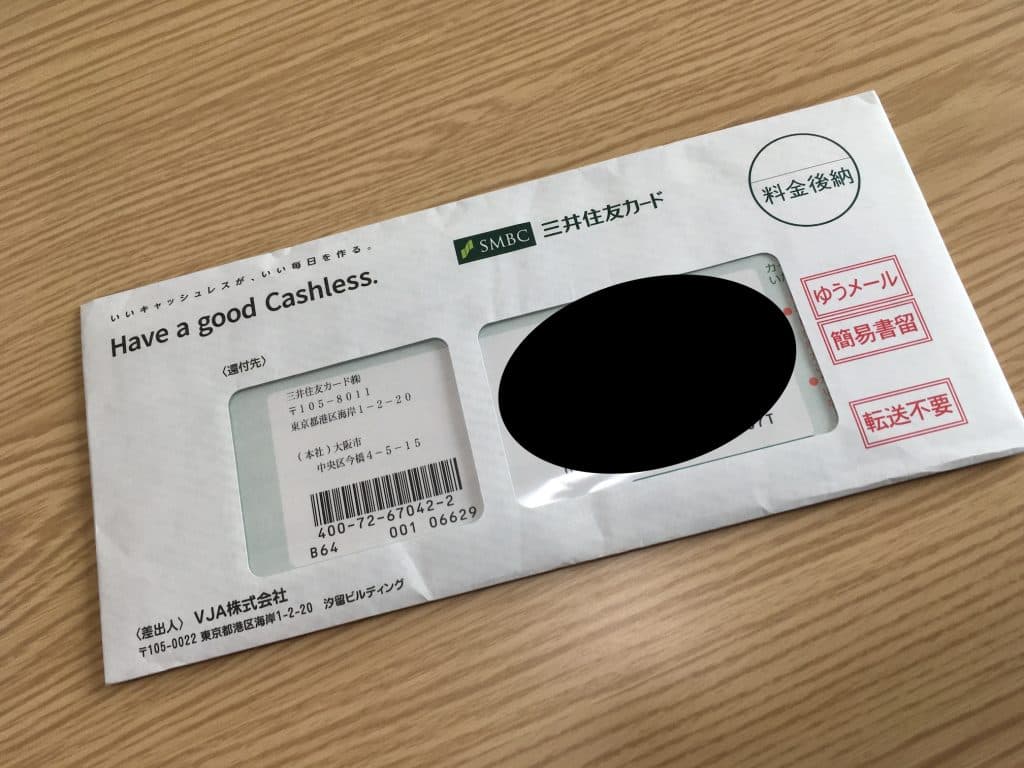 いいキャッシュレスが、いい毎日を作る。
Have a good Cashless.
SMBC 三井住友カード
料金後納
ゆうメール
簡易書留
転送不要
〈還付先〉
三井住友カード㈱
〒105-8011
東京都港区海岸1-2-20
(本社)大阪市
中央区今橋4-5-15
400-72-67042-2
B64 001 06629
カ
い
〈差出人〉 VJA株式会社
〒105-0022 東京都港区海岸1-2-20 汐留ビルディング